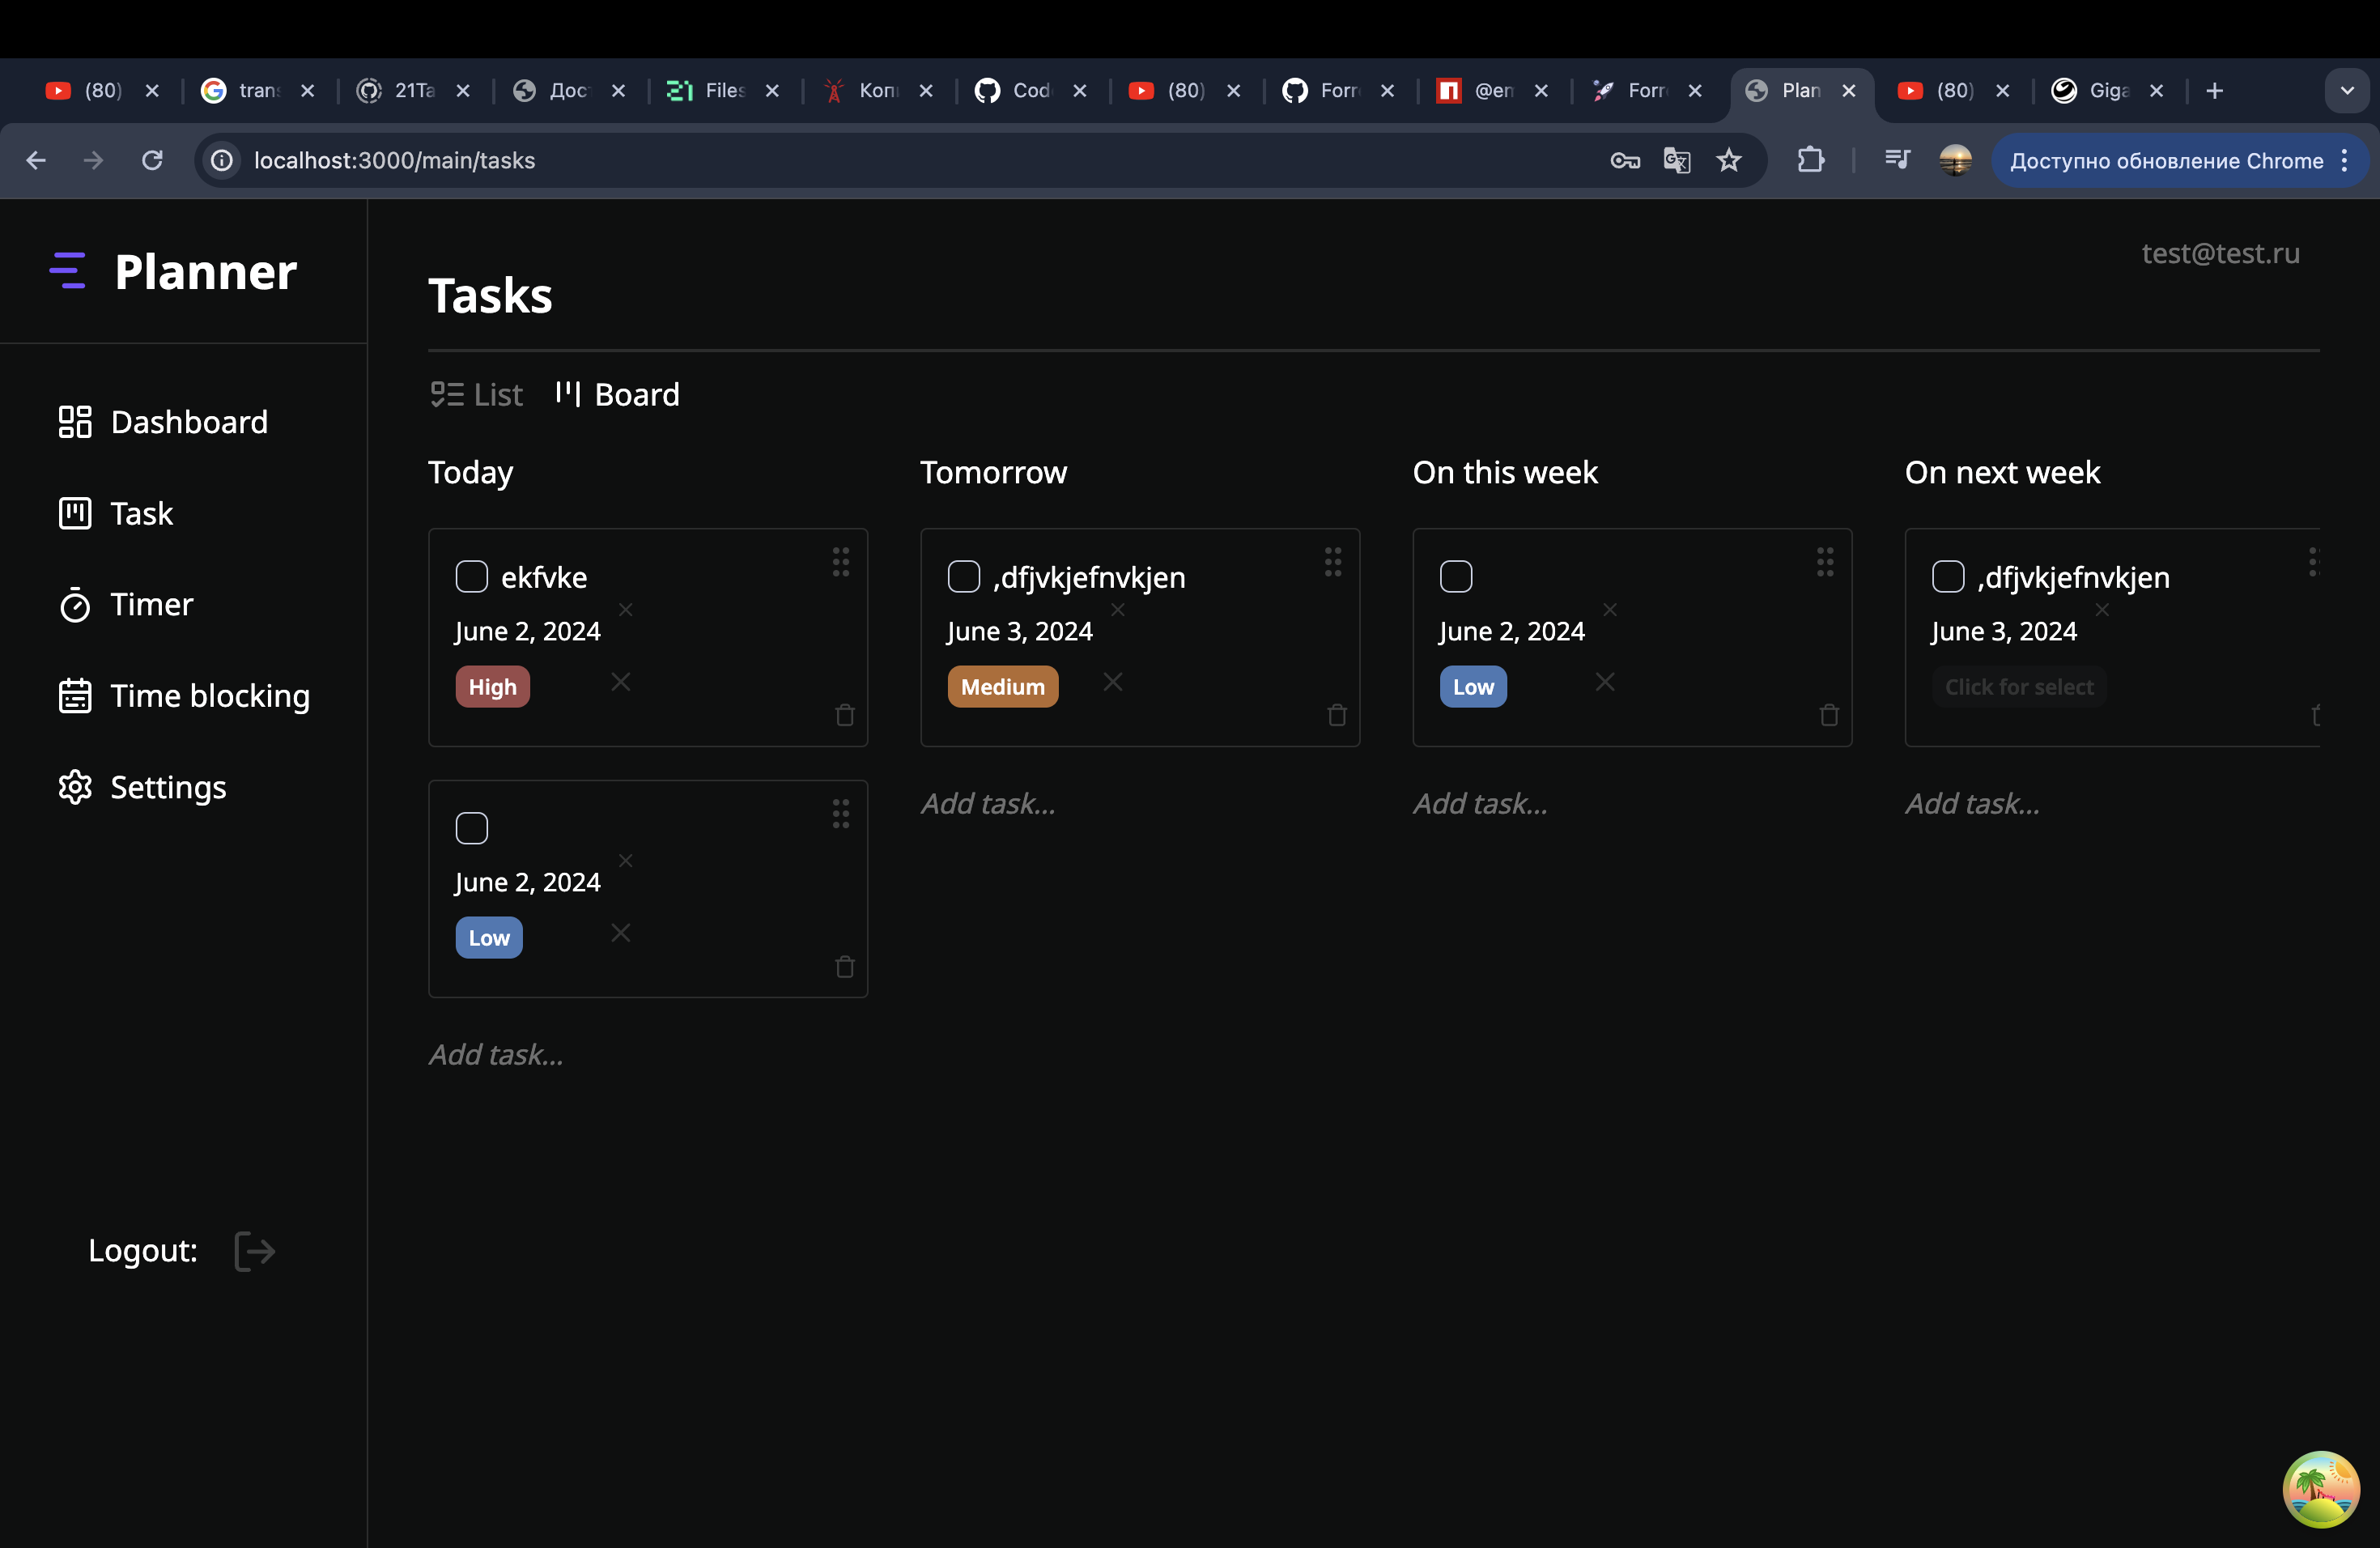 (80)
trans
21Ta
Дос
Files
Коп
Cod
(80)
Forr
@em
Forr
Plan
(80)
Giga
localhost:3000/main/tasks
Доступно обновление Chrome
Planner
test@test.ru
Tasks
List Board
Dashboard
Task
Timer
Time blocking
Settings
Logout:
Today
ekfvke
June 2, 2024
High
June 2, 2024
Low
Add task...
Tomorrow
,dfjvkjefnvkjen
June 3, 2024
Medium
Add task...
On this week
June 2, 2024
Low
Add task...
On next week
,dfjvkjefnvkjen
June 3, 2024
Click for select
Add task...